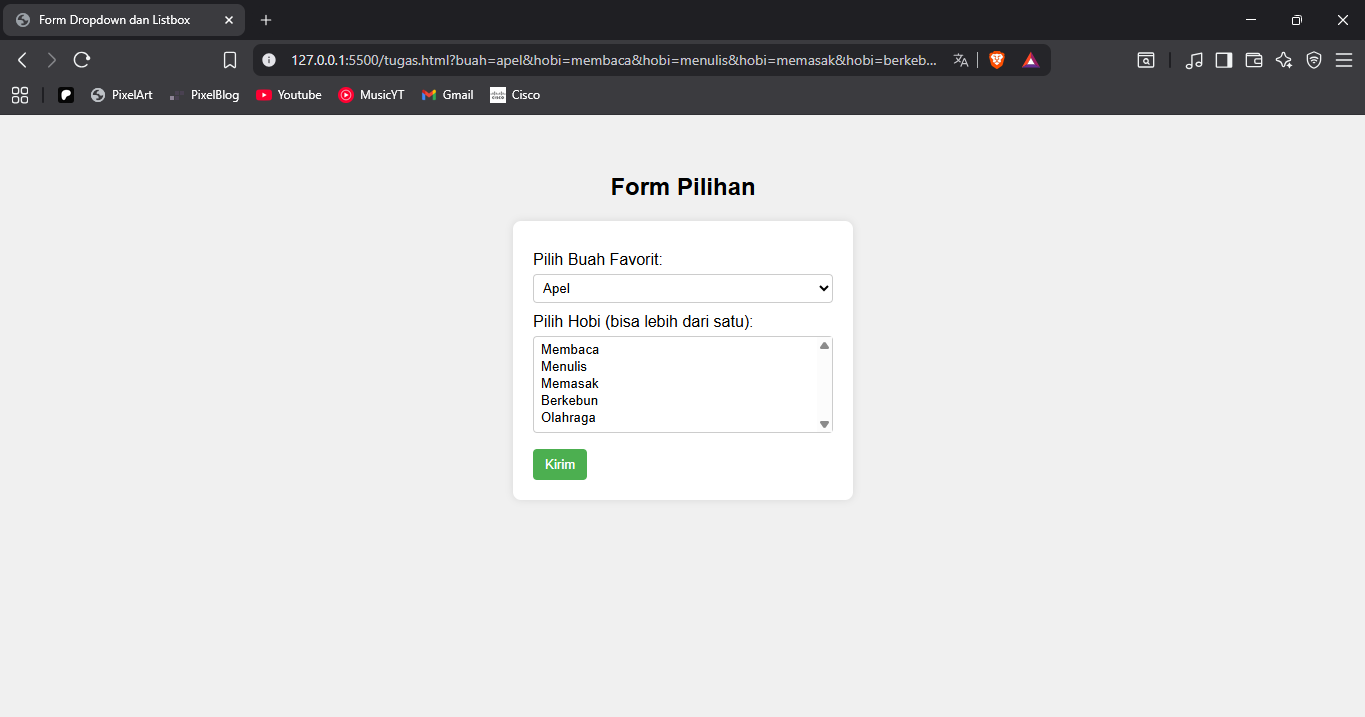 Form Dropdown dan Listbox
127.0.0.1:5500/tugas.html?buah=apel&hobi=membaca&hobi=menulis&hobi=memasak&hobi=berkeb...
PixelArt PixelBlog Youtube MusicYT Gmail Cisco
Form Pilihan
Pilih Buah Favorit:
Apel
Pilih Hobi (bisa lebih dari satu):
Membaca
Menulis
Memasak
Berkebun
Olahraga
Kirim